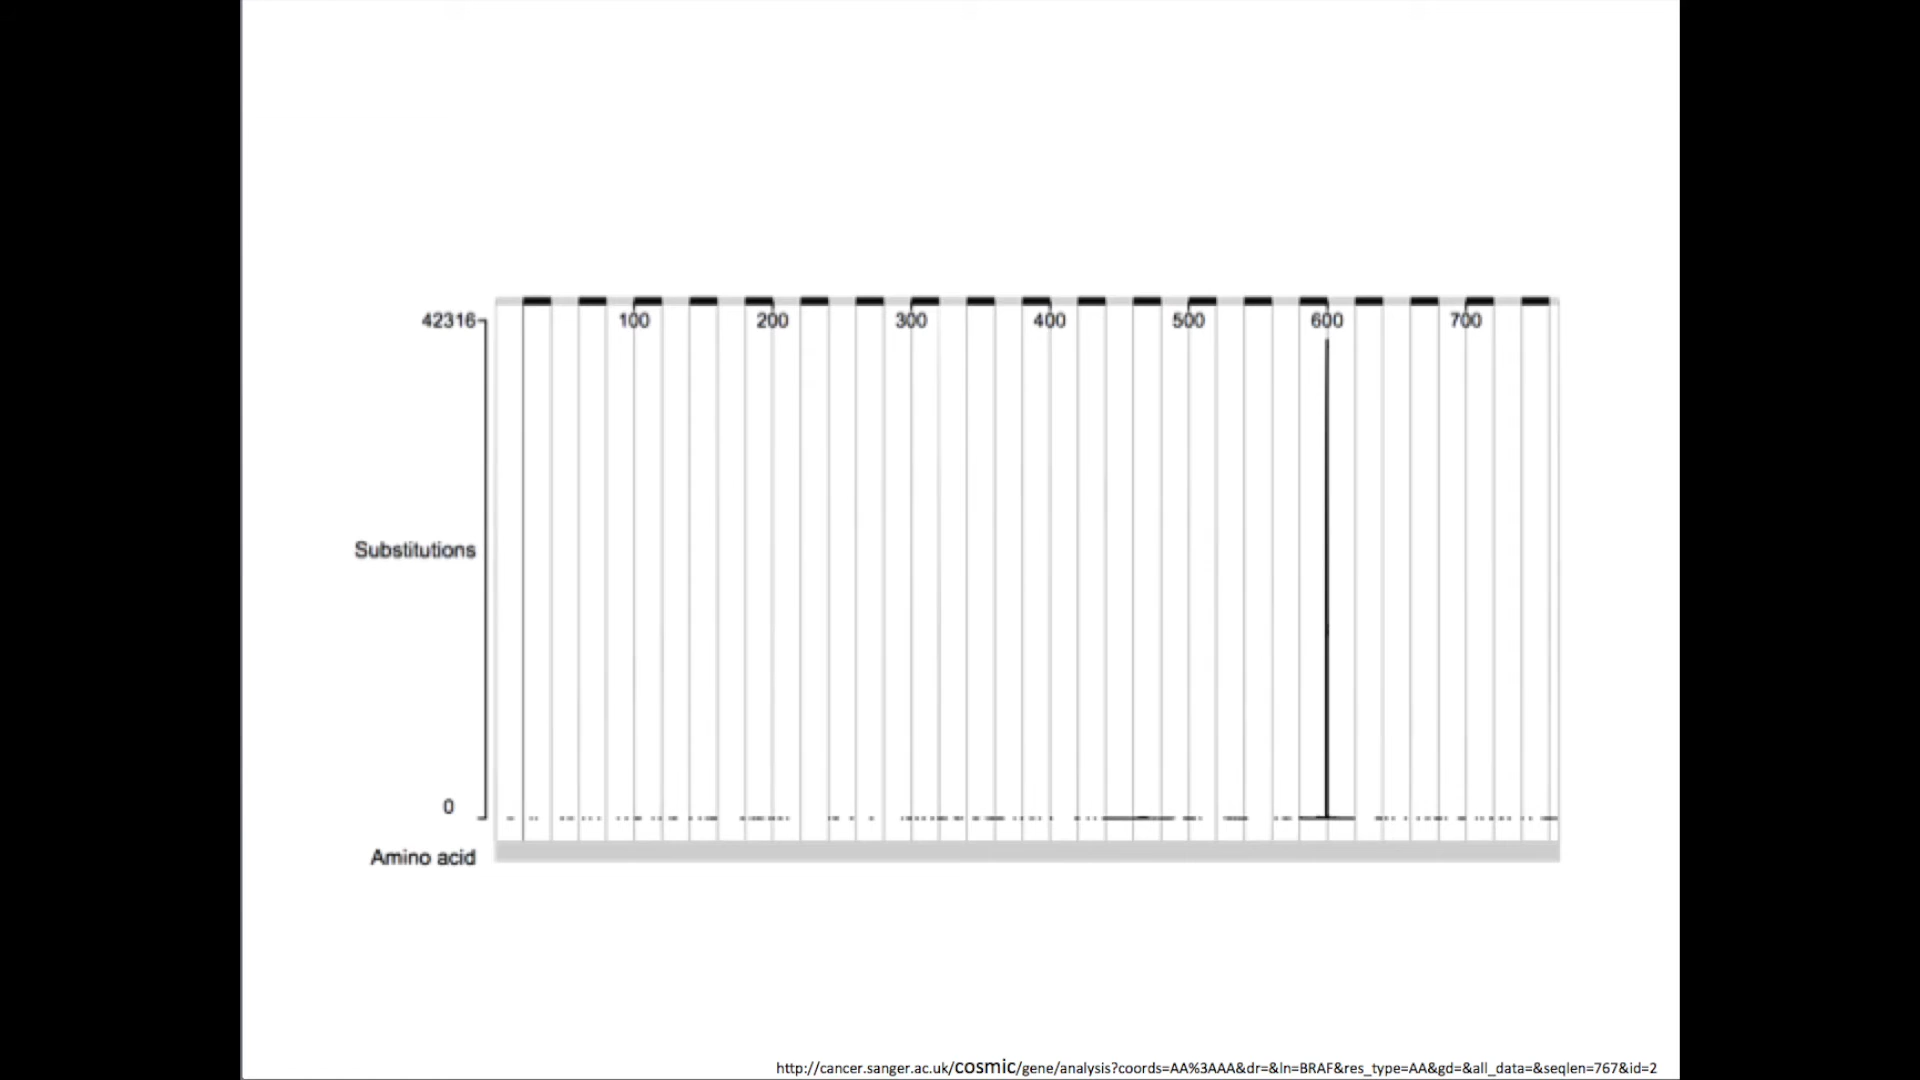 42316
100 200 300 400 500 600 700
Substitutions
0
Amino acid
http://cancer.sanger.ac.uk/cosmic/gene/analysis?coords=AA%3AAA&dr=&ln=BRAF&res_type=AA&gd=&all_data=&seqlen=767&id=2